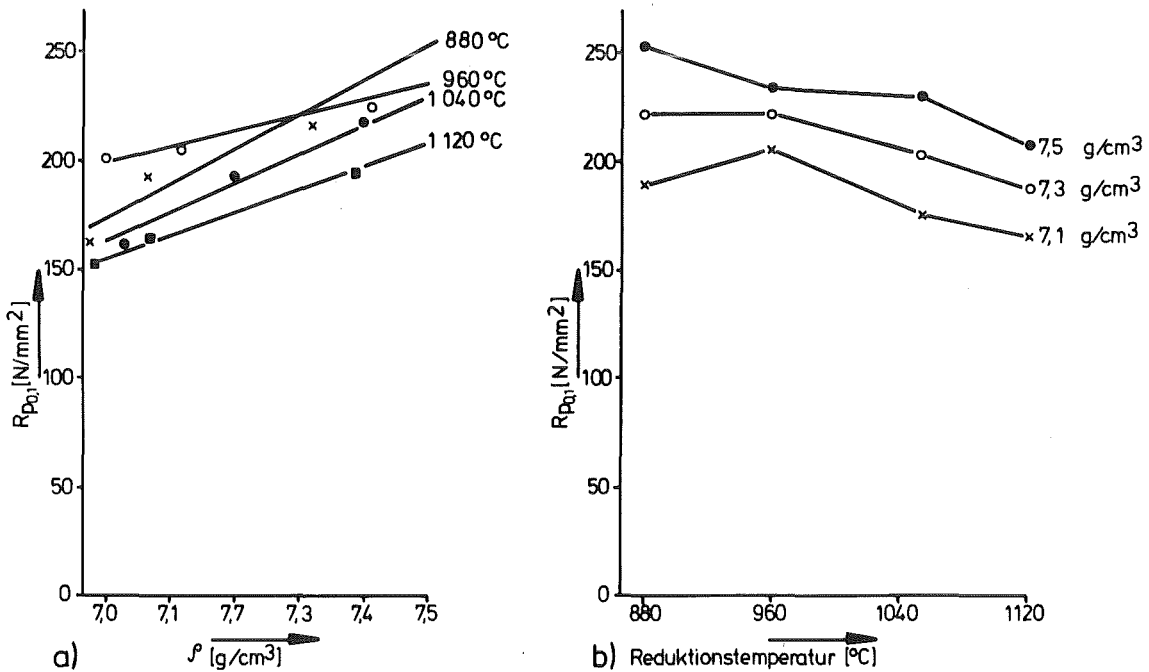 250
200
150
100
50
0
Rp0,1 [N/mm²]
880 °C
960 °C
1 040 °C
1 120 °C
7,0 7,1 7,7 7,3 7,4 7,5
a) ρ [g/cm³]
250
200
150
100
50
0
Rp0,1 [N/mm²]
7,5 g/cm³
7,3 g/cm³
7,1 g/cm³
880 960 1040 1120
b) Reduktionstemperatur [°C]